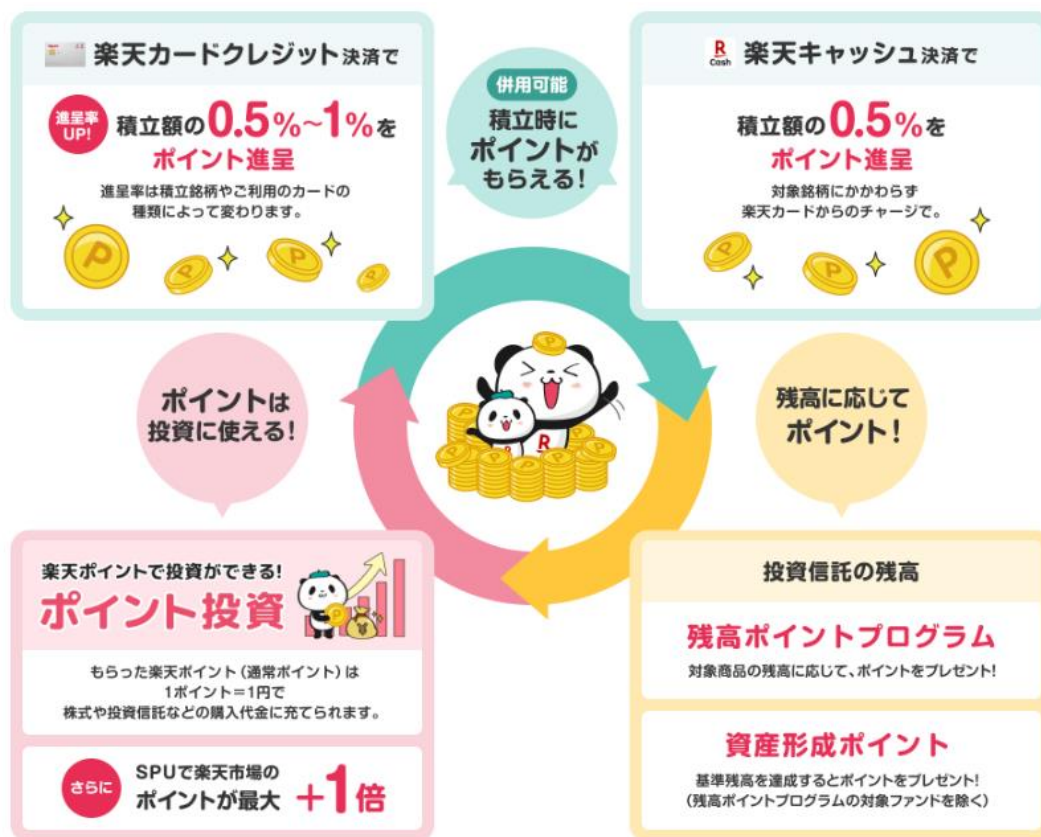 楽天カードクレジット決済で
進呈率
UP!
積立額の0.5%~1%を
ポイント進呈
進呈率は積立銘柄やご利用のカードの
種類によって変わります。
併用可能
積立時に
ポイントが
もらえる!
R
Cash
楽天キャッシュ決済で
積立額の0.5%を
ポイント進呈
対象銘柄にかかわらず
楽天カードからのチャージで。
ポイントは
投資に使える!
R
残高に応じて
ポイント!
楽天ポイントで投資ができる!
ポイント投資
もらった楽天ポイント(通常ポイント)は
1ポイント=1円で
株式や投資信託などの購入代金に充てられます。
さらに
SPUで楽天市場の
ポイントが最大
+1倍
投資信託の残高
残高ポイントプログラム
対象商品の残高に応じて、ポイントをプレゼント!
資産形成ポイント
基準残高を達成するとポイントをプレゼント!
(残高ポイントプログラムの対象ファンドを除く)